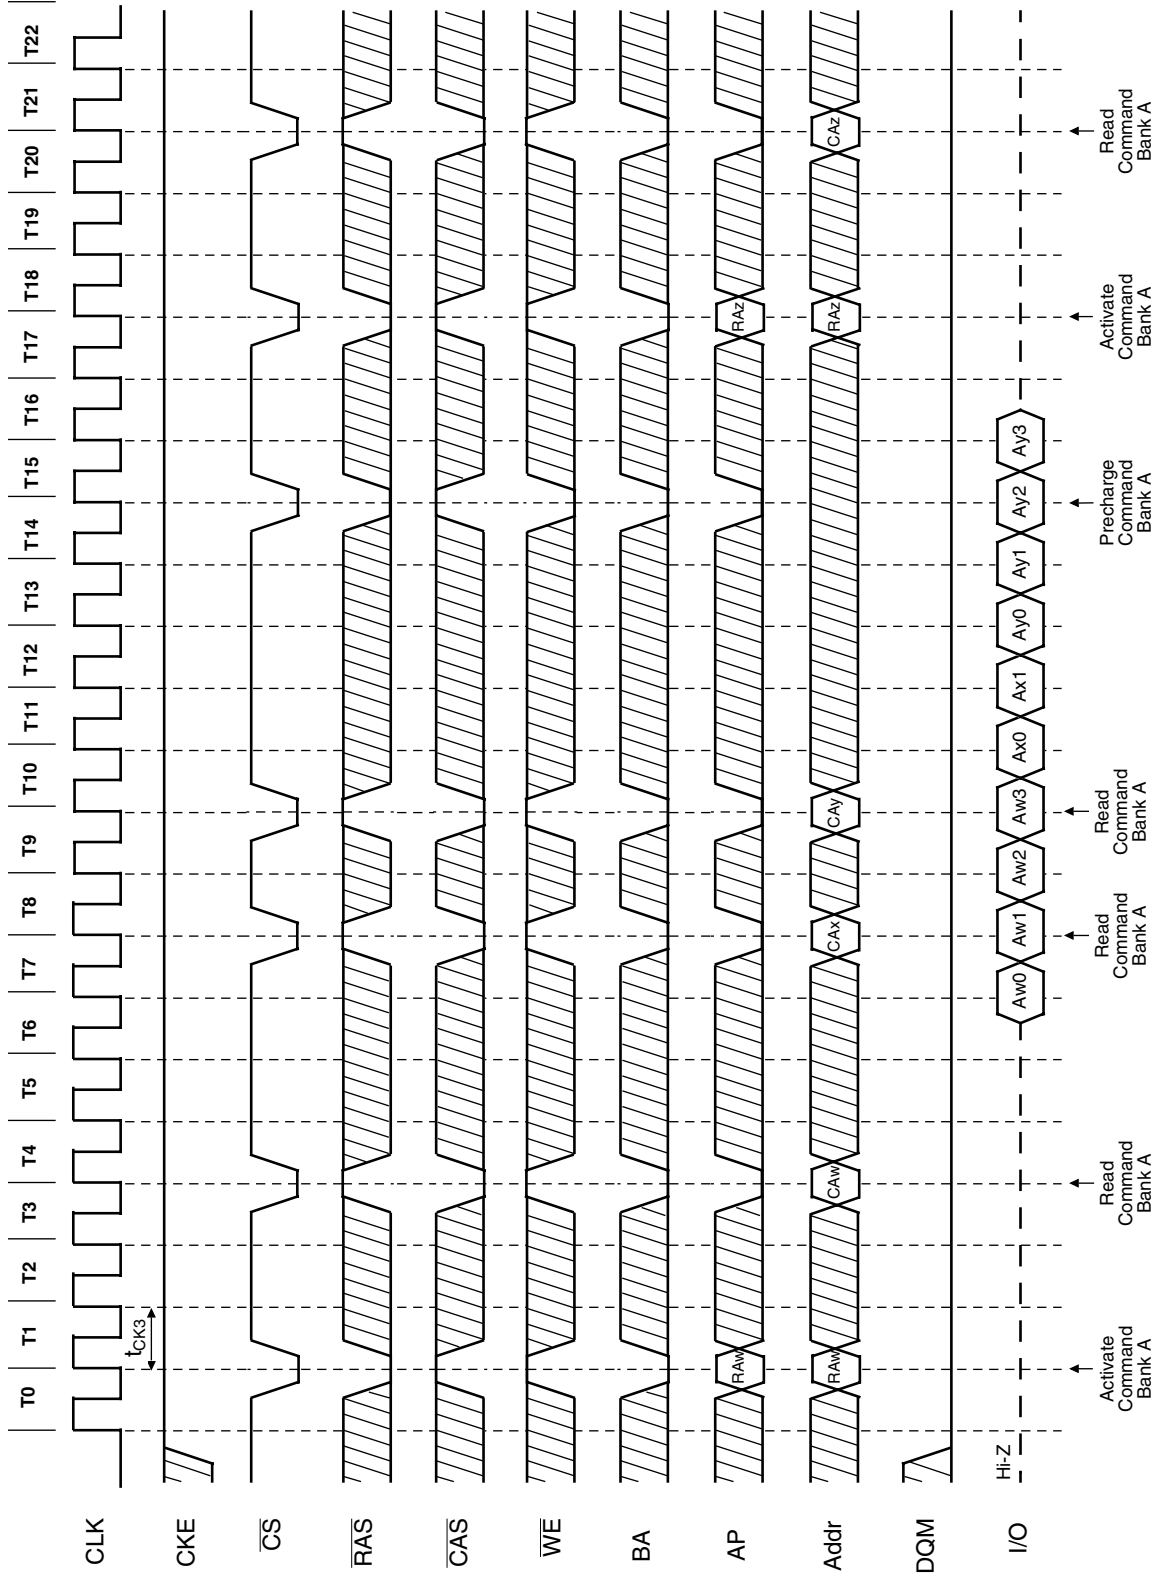 T0 T1 T2 T3 T4 T5 T6 T7 T8 T9 T10 T11 T12 T13 T14 T15 T16 T17 T18 T19 T20 T21 T22
CLK
tCK3
CKE
CS
RAS
CAS
WE
BA
AP RAw RAz
Addr RAw CAw CAx CAy RAz CAz
DQM
Hi-Z
I/O Aw0 Aw1 Aw2 Aw3 Ax0 Ax1 Ay0 Ay1 Ay2 Ay3
Activate
Command
Bank A
Read
Command
Bank A
Read
Command
Bank A
Read
Command
Bank A
Precharge
Command
Bank A
Activate
Command
Bank A
Read
Command
Bank A